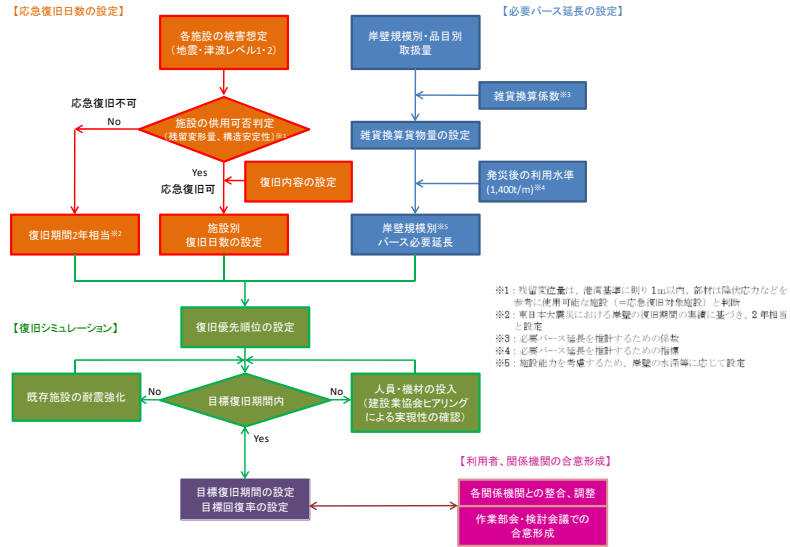 【応急復旧日数の設定】
各施設の被害想定
（地震・津波レベル1・2）
応急復旧不可
No
施設の供用可否判定
（残留変形量、構造安定性）※1
Yes
応急復旧可
復旧内容の設定
復旧期間2年相当※2
施設別
復旧日数の設定
【必要バース延長の設定】
岸壁規模別・品目別
取扱量
雑貨換算係数※3
雑貨換算貨物量の設定
発災後の利用水準
(1,400t/m)※4
岸壁規模別※5
バース必要延長
※1：残留変位量は、港湾基準に則り1m以内、部材は降伏応力などを
参考に使用可能な施設（＝応急復旧対象施設）と判断
※2：東日本大震災における岸壁の復旧期間の実績に基づき、2年相当
と設定
※3：必要バース延長を推計するための係数
※4：必要バース延長を推計するための指標
※5：施設能力を考慮するため、岸壁の水深等に応じて設定
【復旧シミュレーション】
復旧優先順位の設定
既存施設の耐震強化
No
目標復旧期間内
No
人員・機材の投入
（建設業協会ヒアリング
による実現性の確認）
Yes
目標復旧期間の設定
目標回復率の設定
【利用者、関係機関の合意形成】
各関係機関との整合、調整
作業部会・検討会議での
合意形成